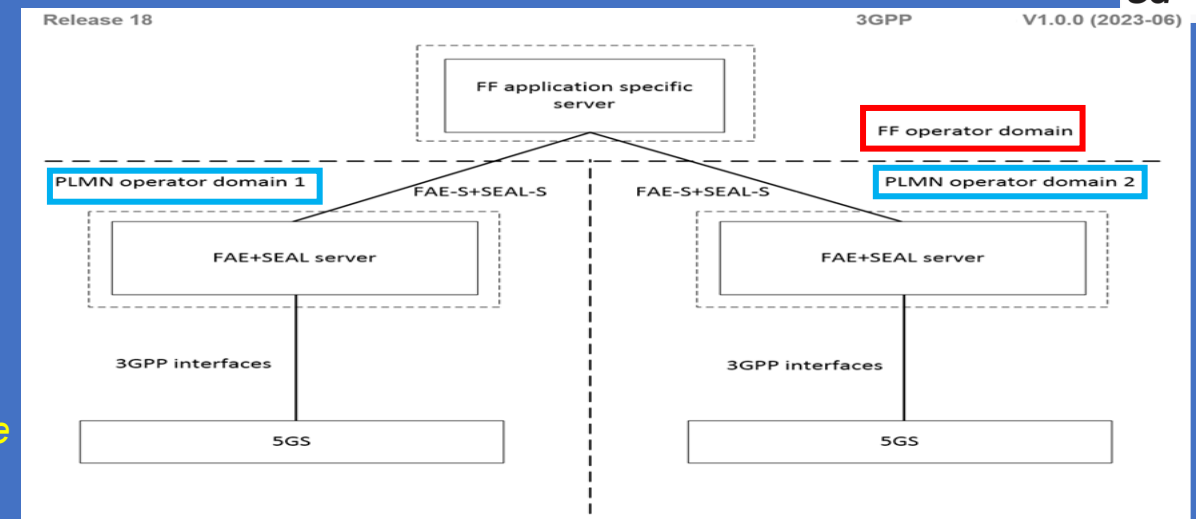 Release 18 3GPP V1.0.0 (2023-06)
FF application specific
server
FF operator domain
PLMN operator domain 1
FAE-S+SEAL-S
FAE-S+SEAL-S
PLMN operator domain 2
FAE+SEAL server
FAE+SEAL server
3GPP interfaces
3GPP interfaces
5GS
5GS